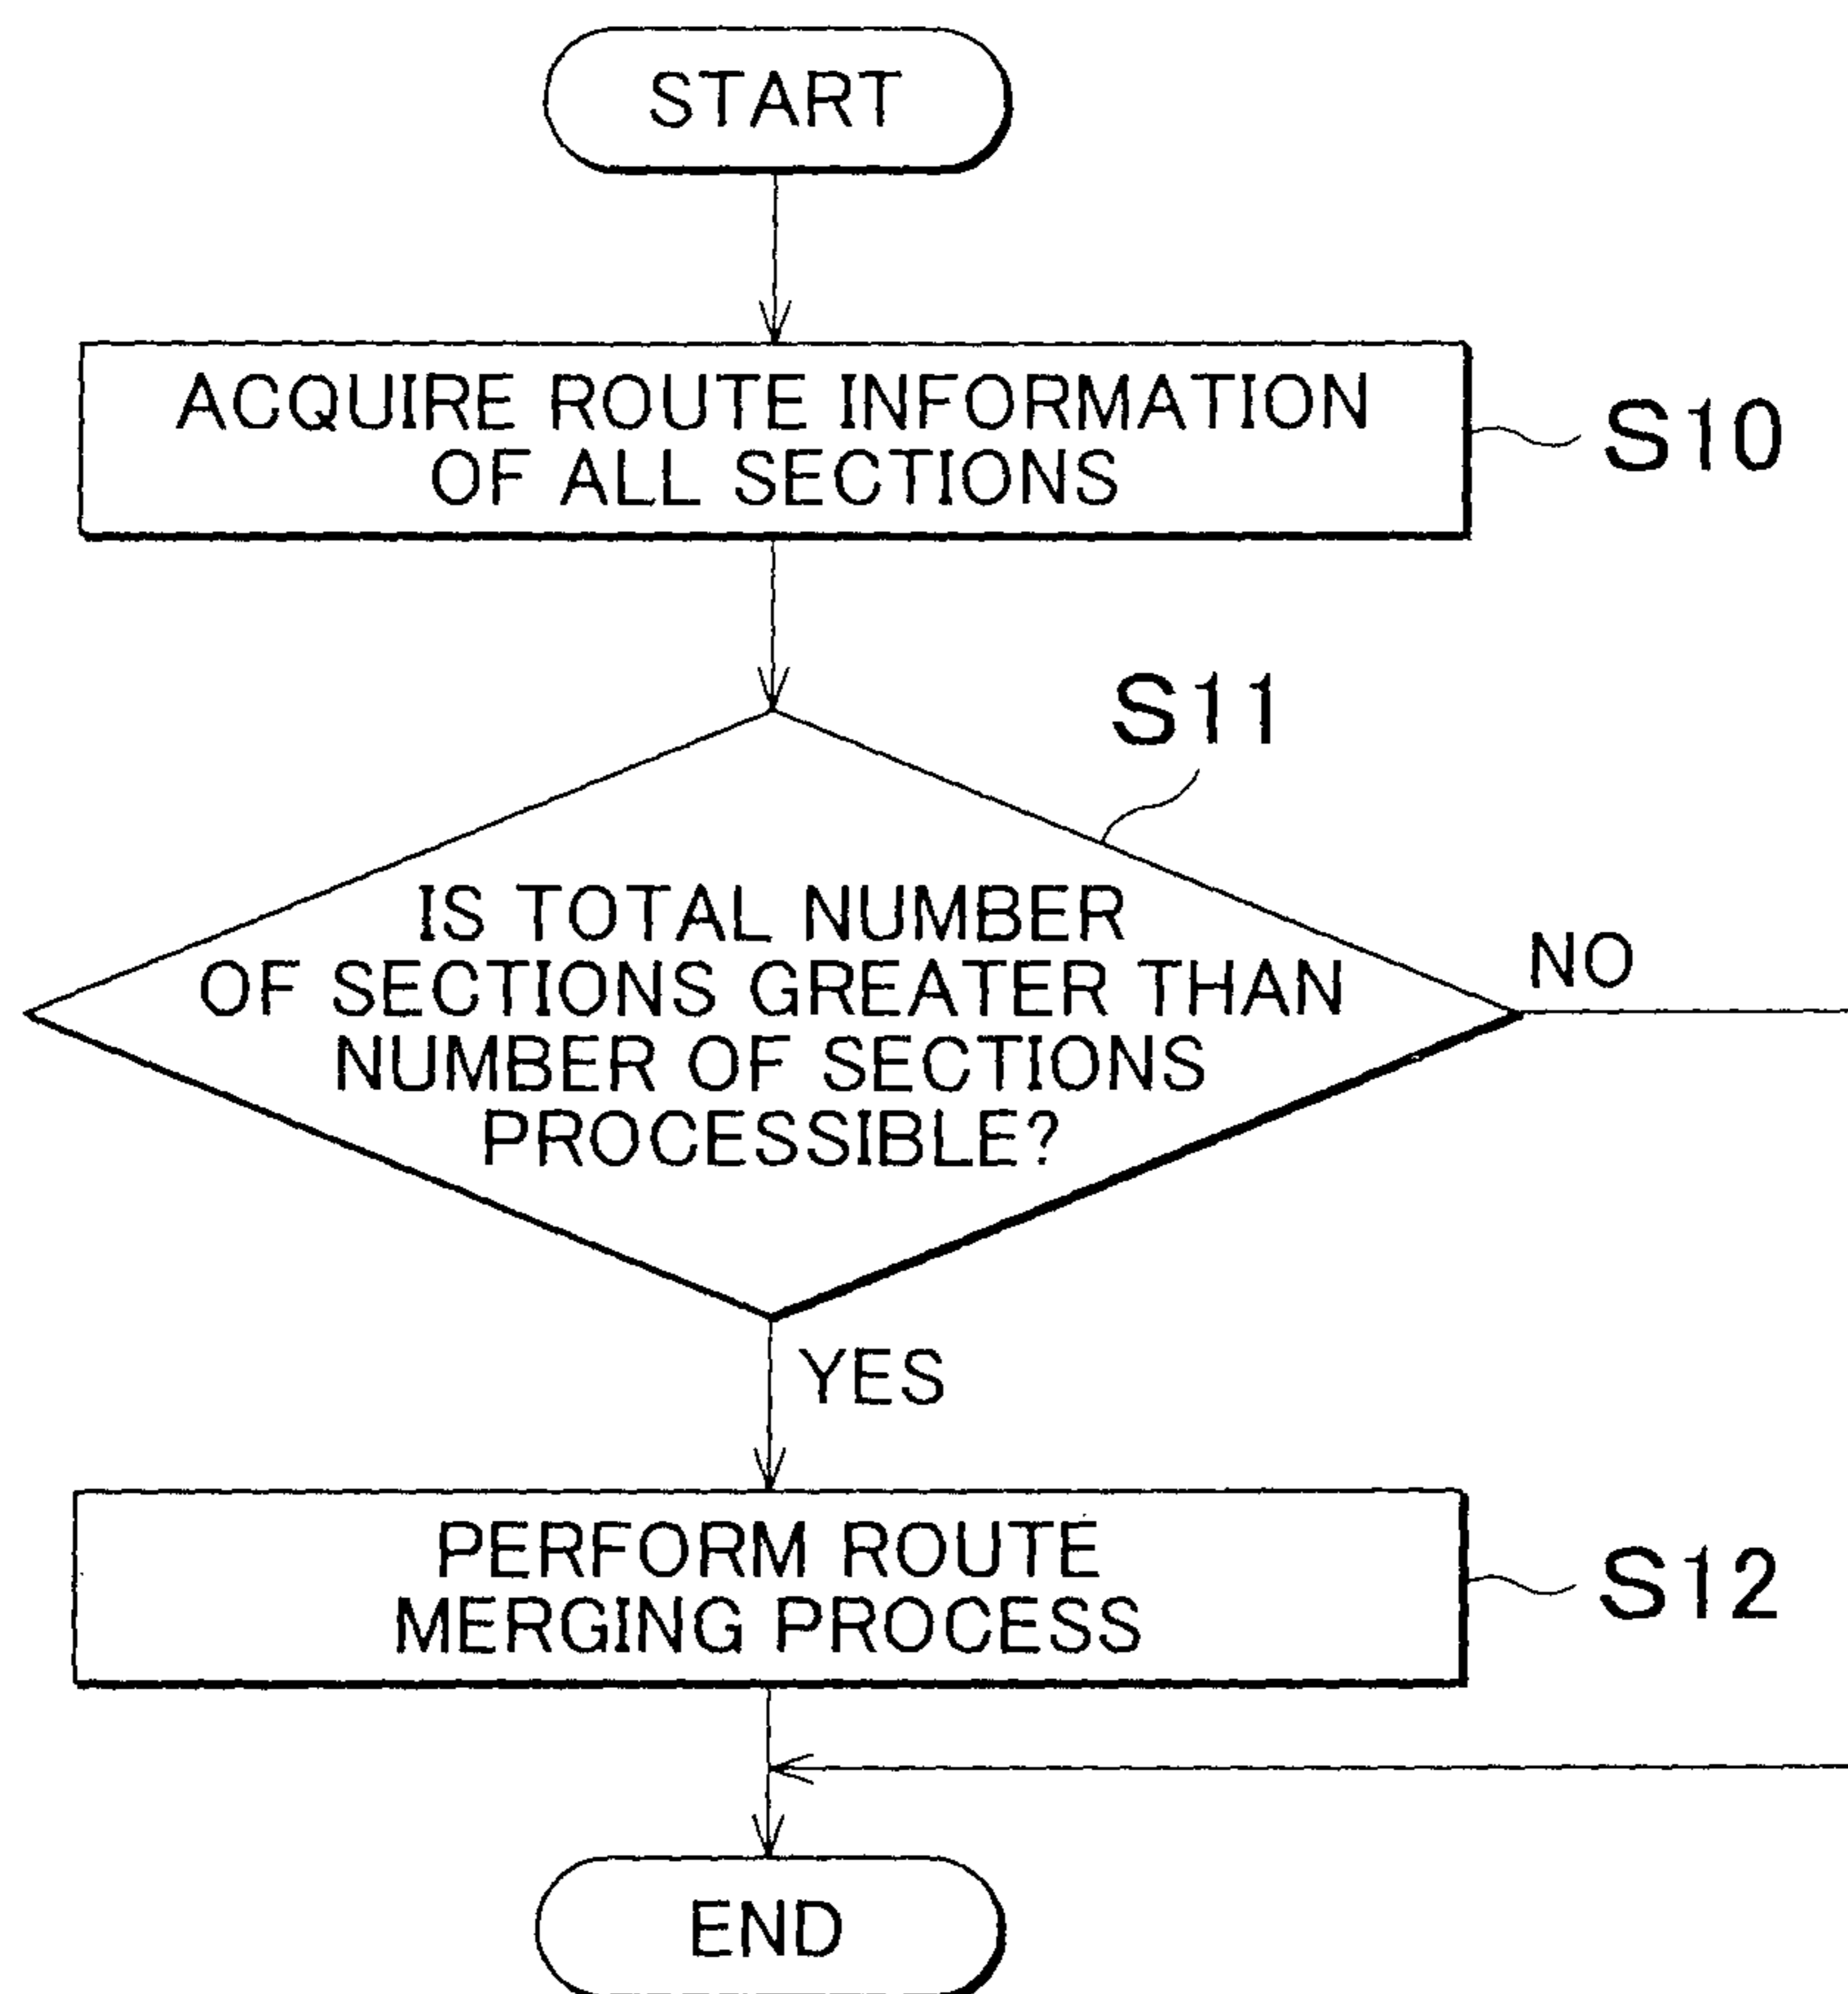 START
ACQUIRE ROUTE INFORMATION
OF ALL SECTIONS
S10
S11
IS TOTAL NUMBER
OF SECTIONS GREATER THAN
NUMBER OF SECTIONS
PROCESSIBLE?
NO
YES
PERFORM ROUTE
MERGING PROCESS
S12
END